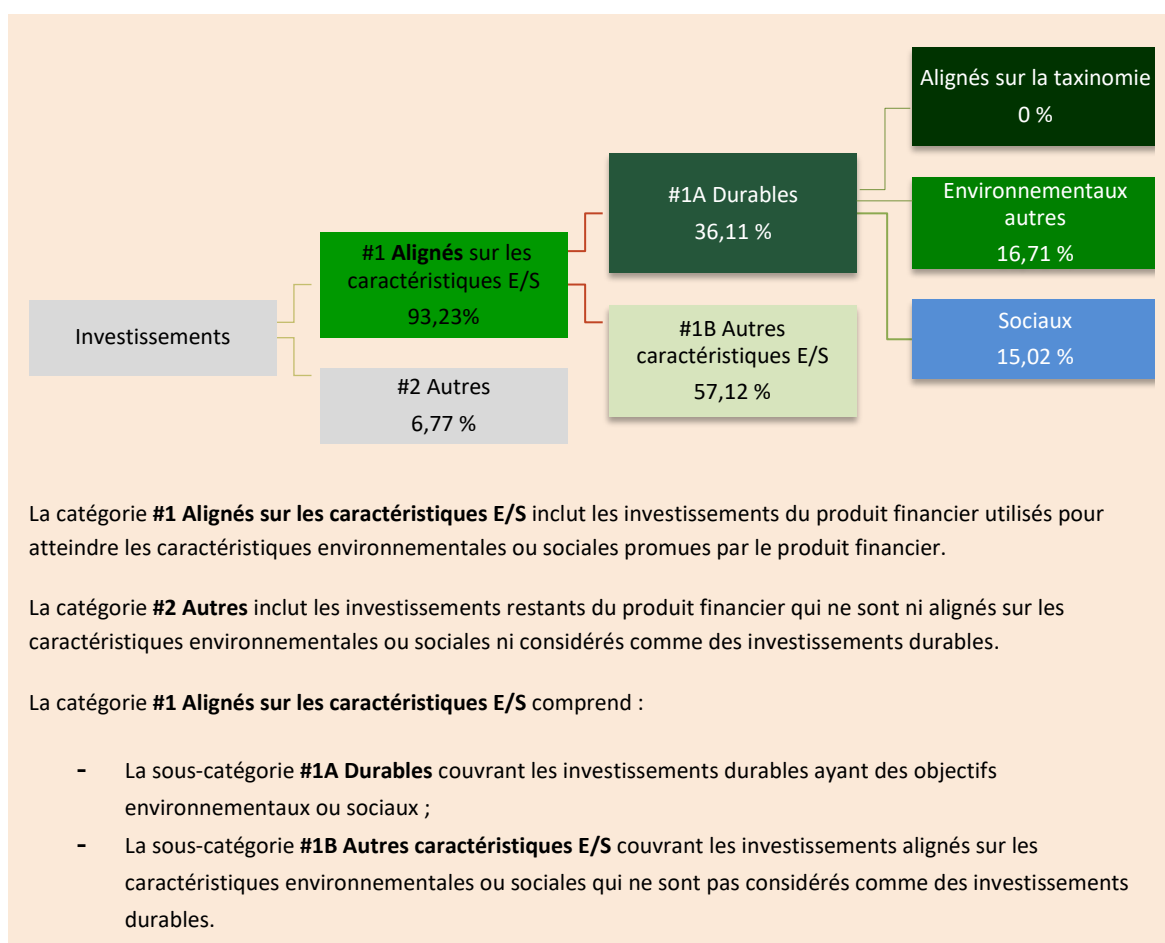 Alignés sur la taxinomie
0 %
#1A Durables
36,11 %
Environnementaux
autres
16,71 %
#1 Alignés sur les
caractéristiques E/S
93,23%
Investissements
#1B Autres
caractéristiques E/S
57,12 %
Sociaux
15,02 %
#2 Autres
6,77 %
La catégorie #1 Alignés sur les caractéristiques E/S inclut les investissements du produit financier utilisés pour
atteindre les caractéristiques environnementales ou sociales promues par le produit financier.
La catégorie #2 Autres inclut les investissements restants du produit financier qui ne sont ni alignés sur les
caractéristiques environnementales ou sociales ni considérés comme des investissements durables.
La catégorie #1 Alignés sur les caractéristiques E/S comprend :
- La sous-catégorie #1A Durables couvrant les investissements durables ayant des objectifs
environnementaux ou sociaux ;
- La sous-catégorie #1B Autres caractéristiques E/S couvrant les investissements alignés sur les
caractéristiques environnementales ou sociales qui ne sont pas considérés comme des investissements
durables.